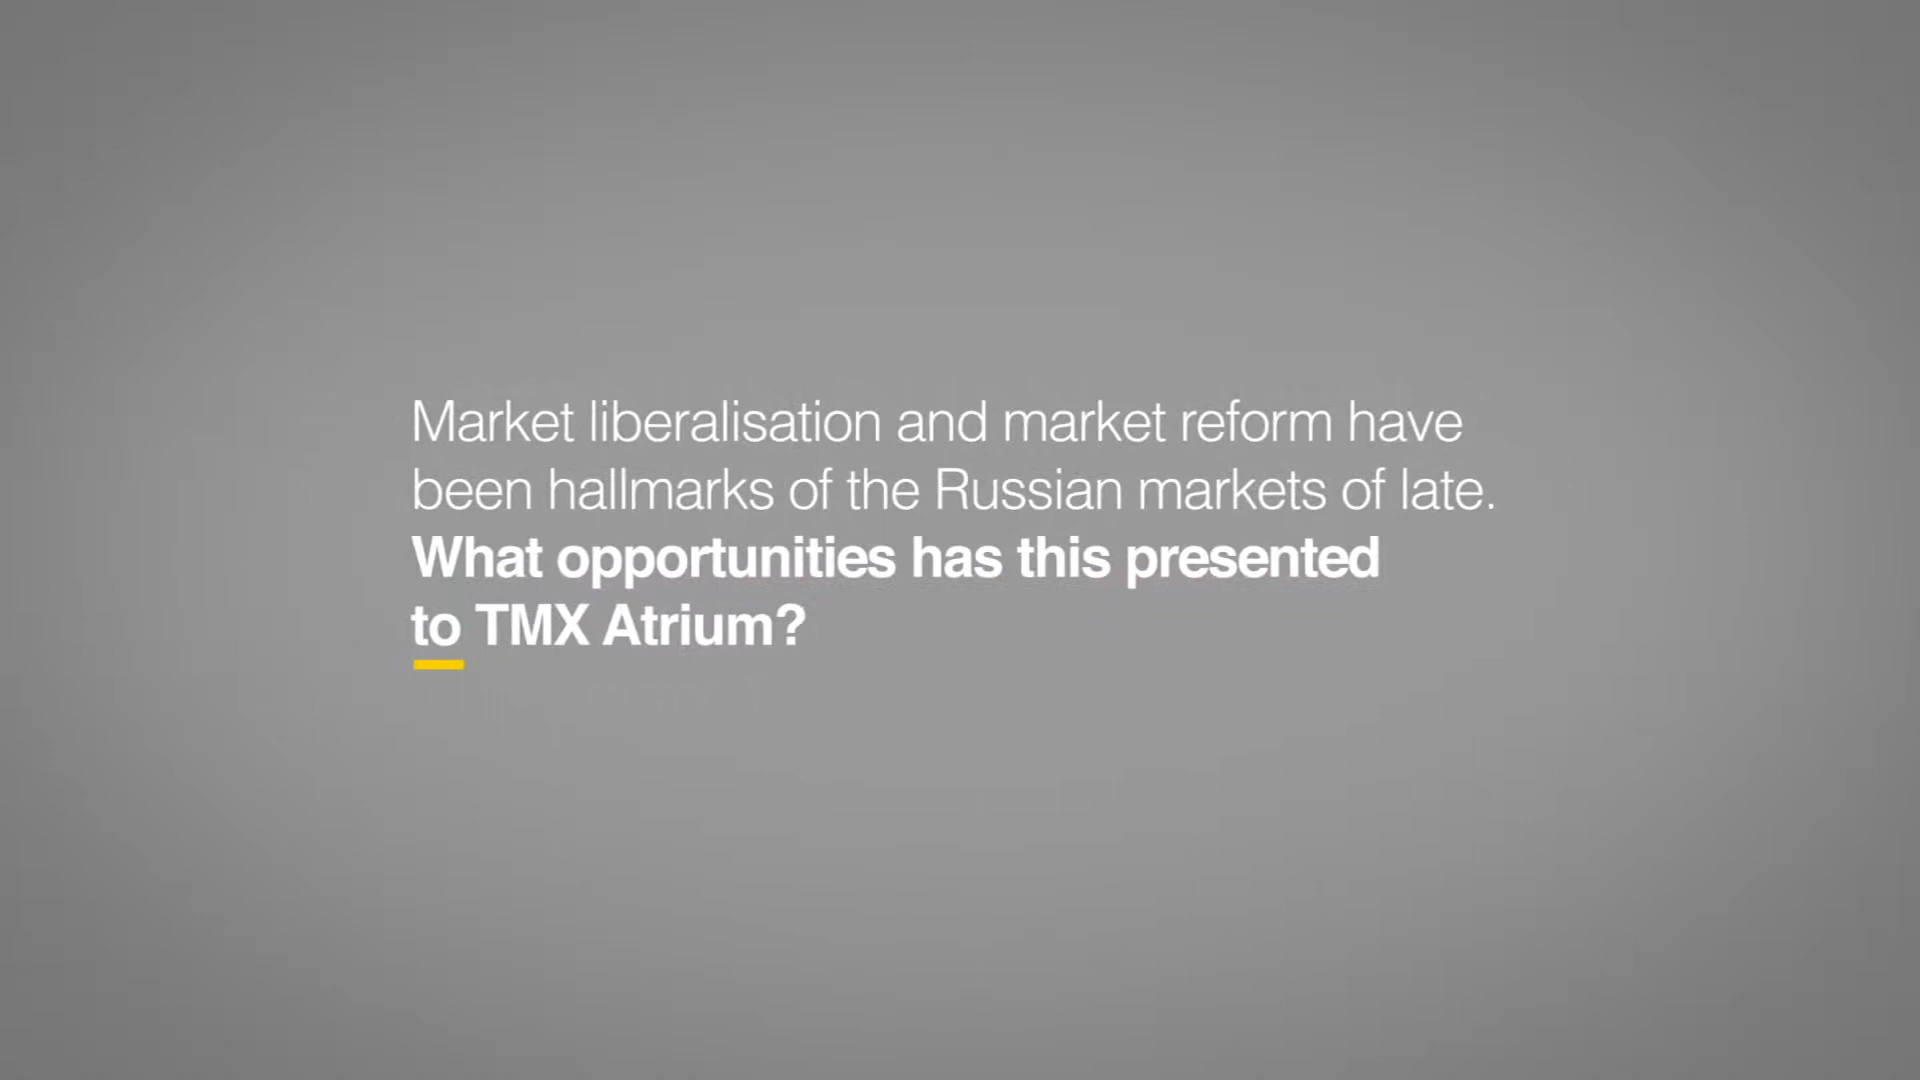 Market liberalisation and market reform have
been hallmarks of the Russian markets of late.
What opportunities has this presented
to TMX Atrium?